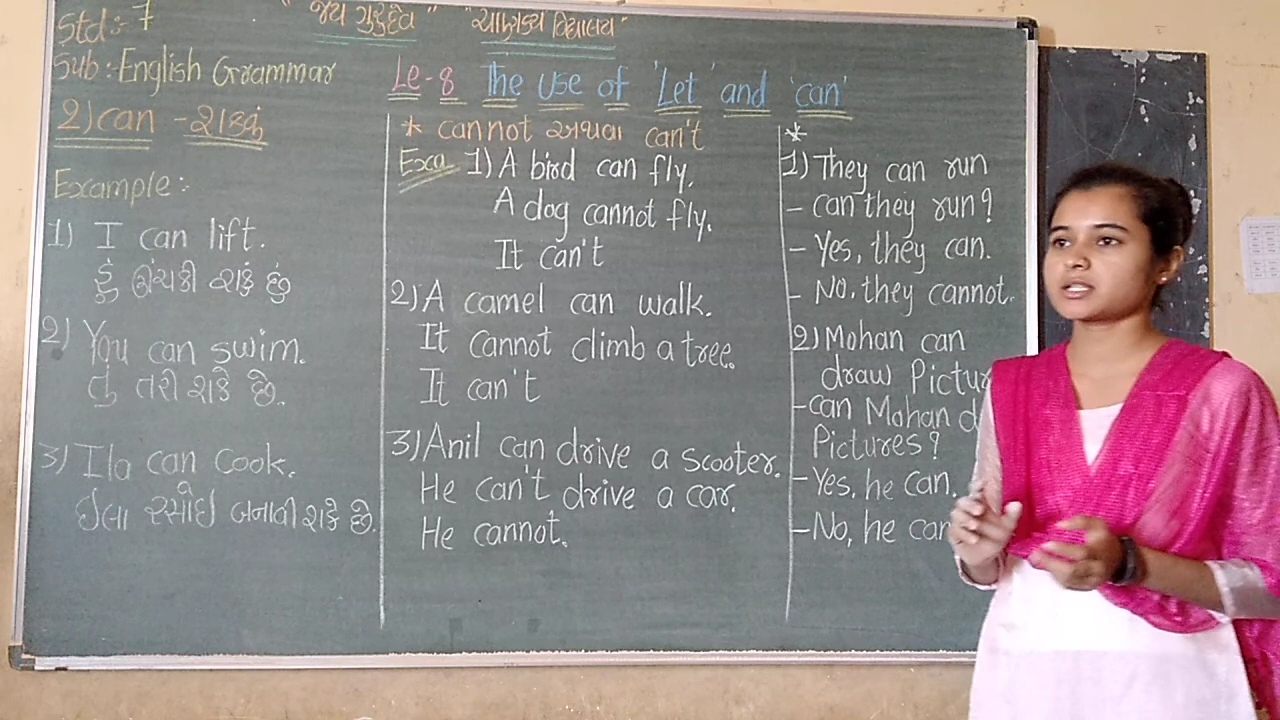 Std:- 7
"જય ગુરુદેવ" "ચાણક્ય વિદ્યાલય"
Sub:-English Grammar
Le-8 The use of 'Let' and 'can'
2) can - શકવું
Example:-
1) I can lift.
હું ઊંચકી શકું છું
2) You can swim.
તું તરી શકે છે.
3) Ila can cook.
ઈલા રસોઈ બનાવી શકે છે.
* cannot અથવા can't
Exa 1) A bird can fly.
A dog cannot fly.
It can't
2) A camel can walk.
It cannot climb a tree.
It can't
3) Anil can drive a scooter.
He can't drive a car.
He cannot.
*
1) They can run
- can they run?
- Yes, they can.
- No, they cannot.
2) Mohan can
draw Pictur
- can Mohan d
Pictures?
- Yes, he can.
- No, he can